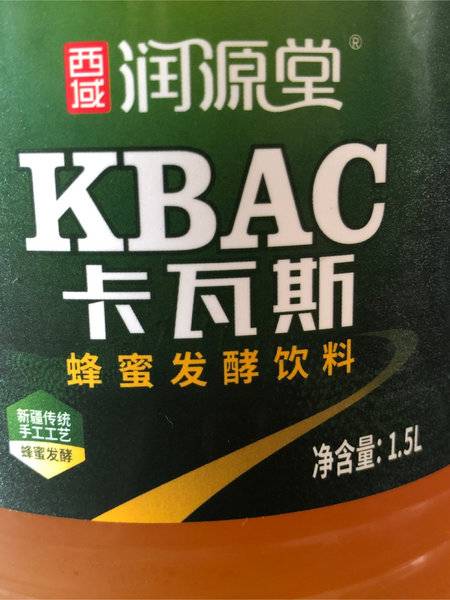 西域 润源堂®
KBAC
卡瓦斯
蜂蜜发酵饮料
新疆传统
手工工艺
蜂蜜发酵
净含量: 1.5L